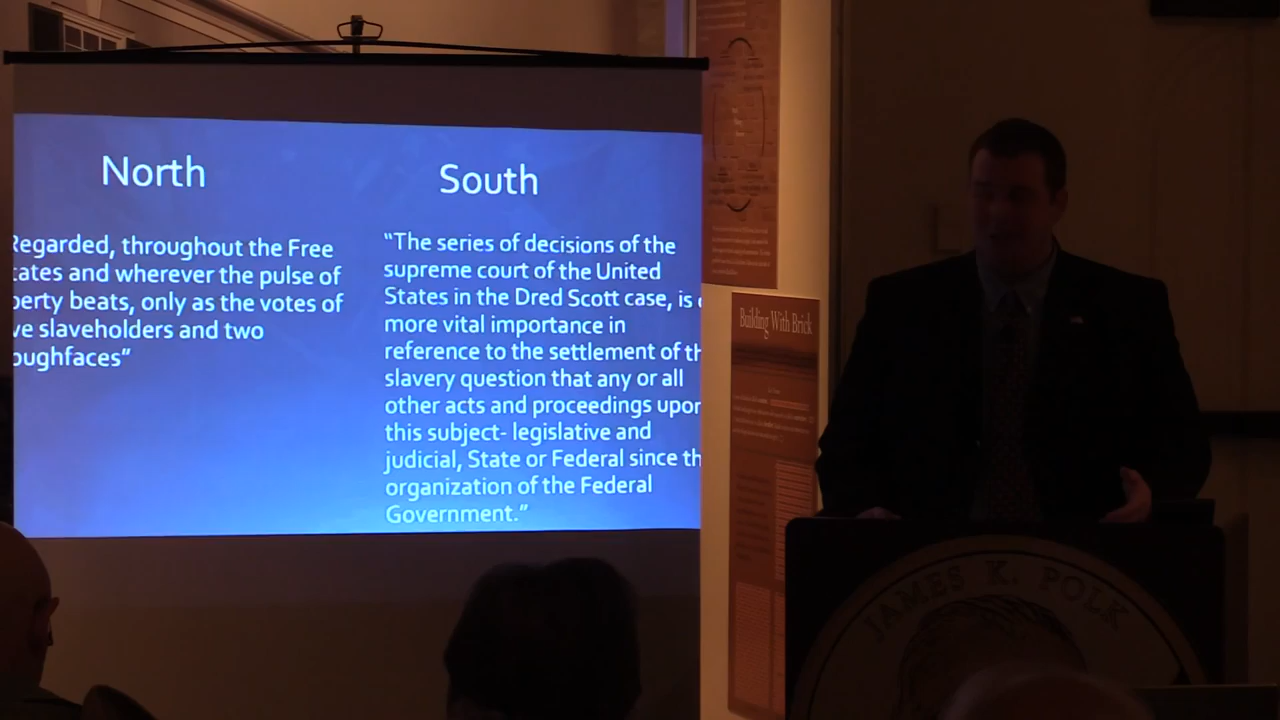 North
Regarded, throughout the Free
tates and wherever the pulse of
berty beats, only as the votes of
ve slaveholders and two
oughfaces”
South
“The series of decisions of the
supreme court of the United
States in the Dred Scott case, is
more vital importance in
reference to the settlement of th
slavery question that any or all
other acts and proceedings upon
this subject- legislative and
judicial, State or Federal since th
organization of the Federal
Government.”
Building With Brick
JAMES K. POLK